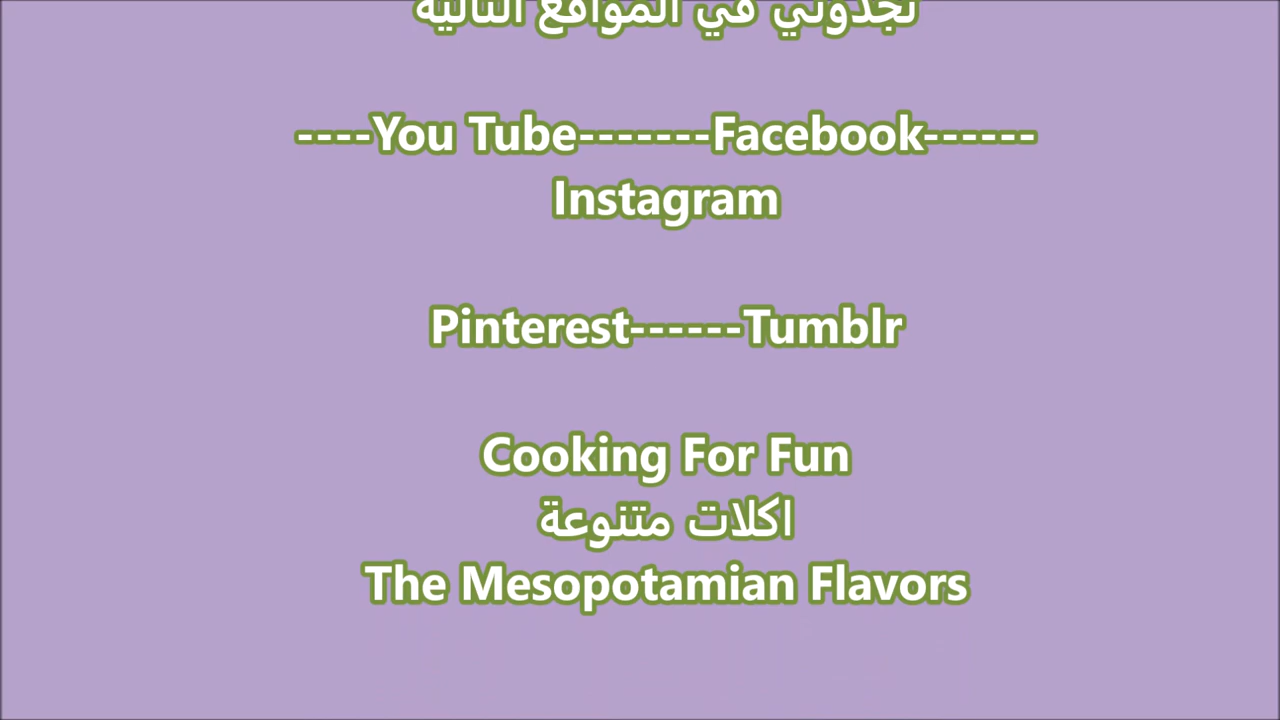 تجدوني في المواقع التالية
----You Tube-------Facebook------
Instagram
Pinterest------Tumblr
Cooking For Fun
اكلات متنوعة
The Mesopotamian Flavors